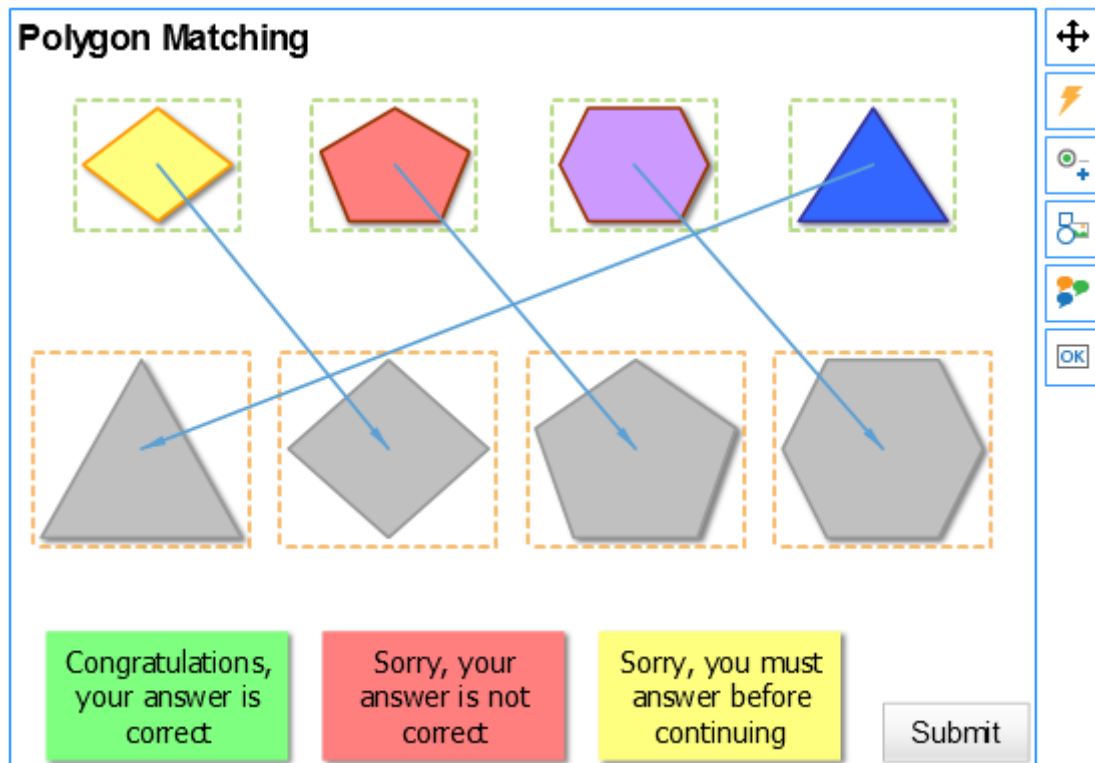 Polygon Matching
OK
Congratulations,
your answer is
correct
Sorry, your
answer is not
correct
Sorry, you must
answer before
continuing
Submit